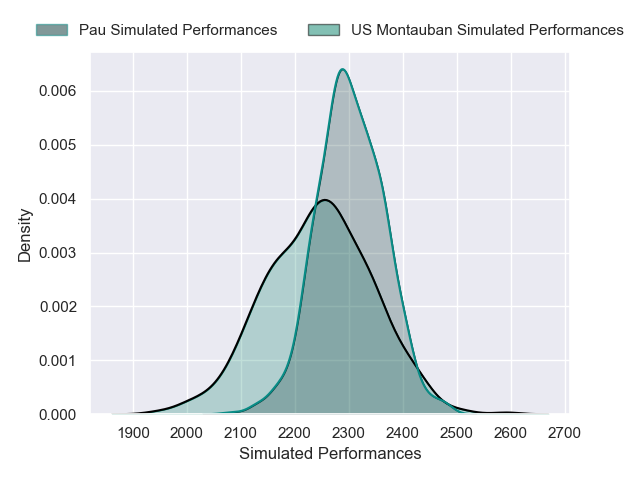 Pau Simulated Performances US Montauban Simulated Performances
0.006
0.005
0.004
0.003
0.002
0.001
0.000
Density
1900 2000 2100 2200 2300 2400 2500 2600 2700
Simulated Performances